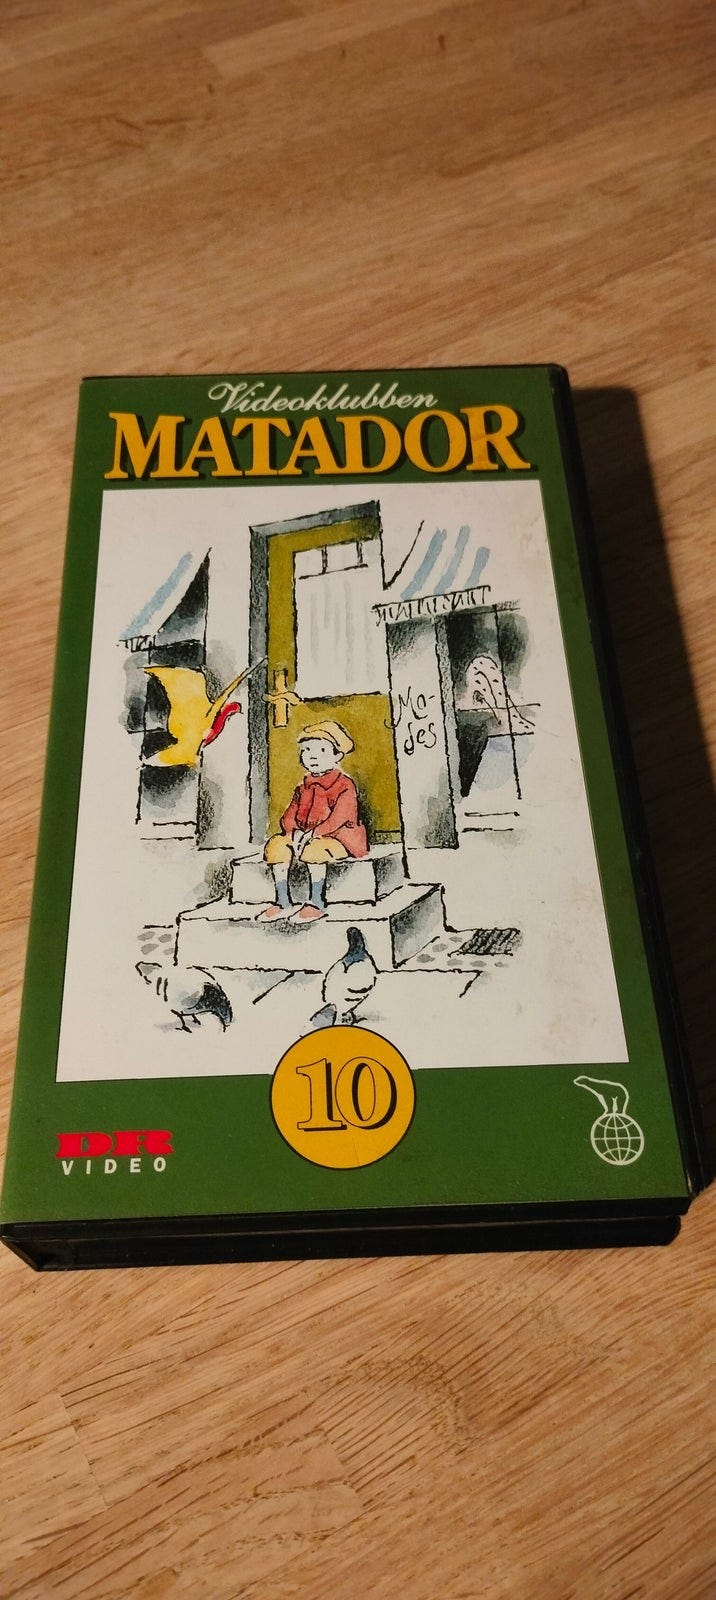 Videoklubben
MATADOR
Mo-
des
10
DR
VIDEO